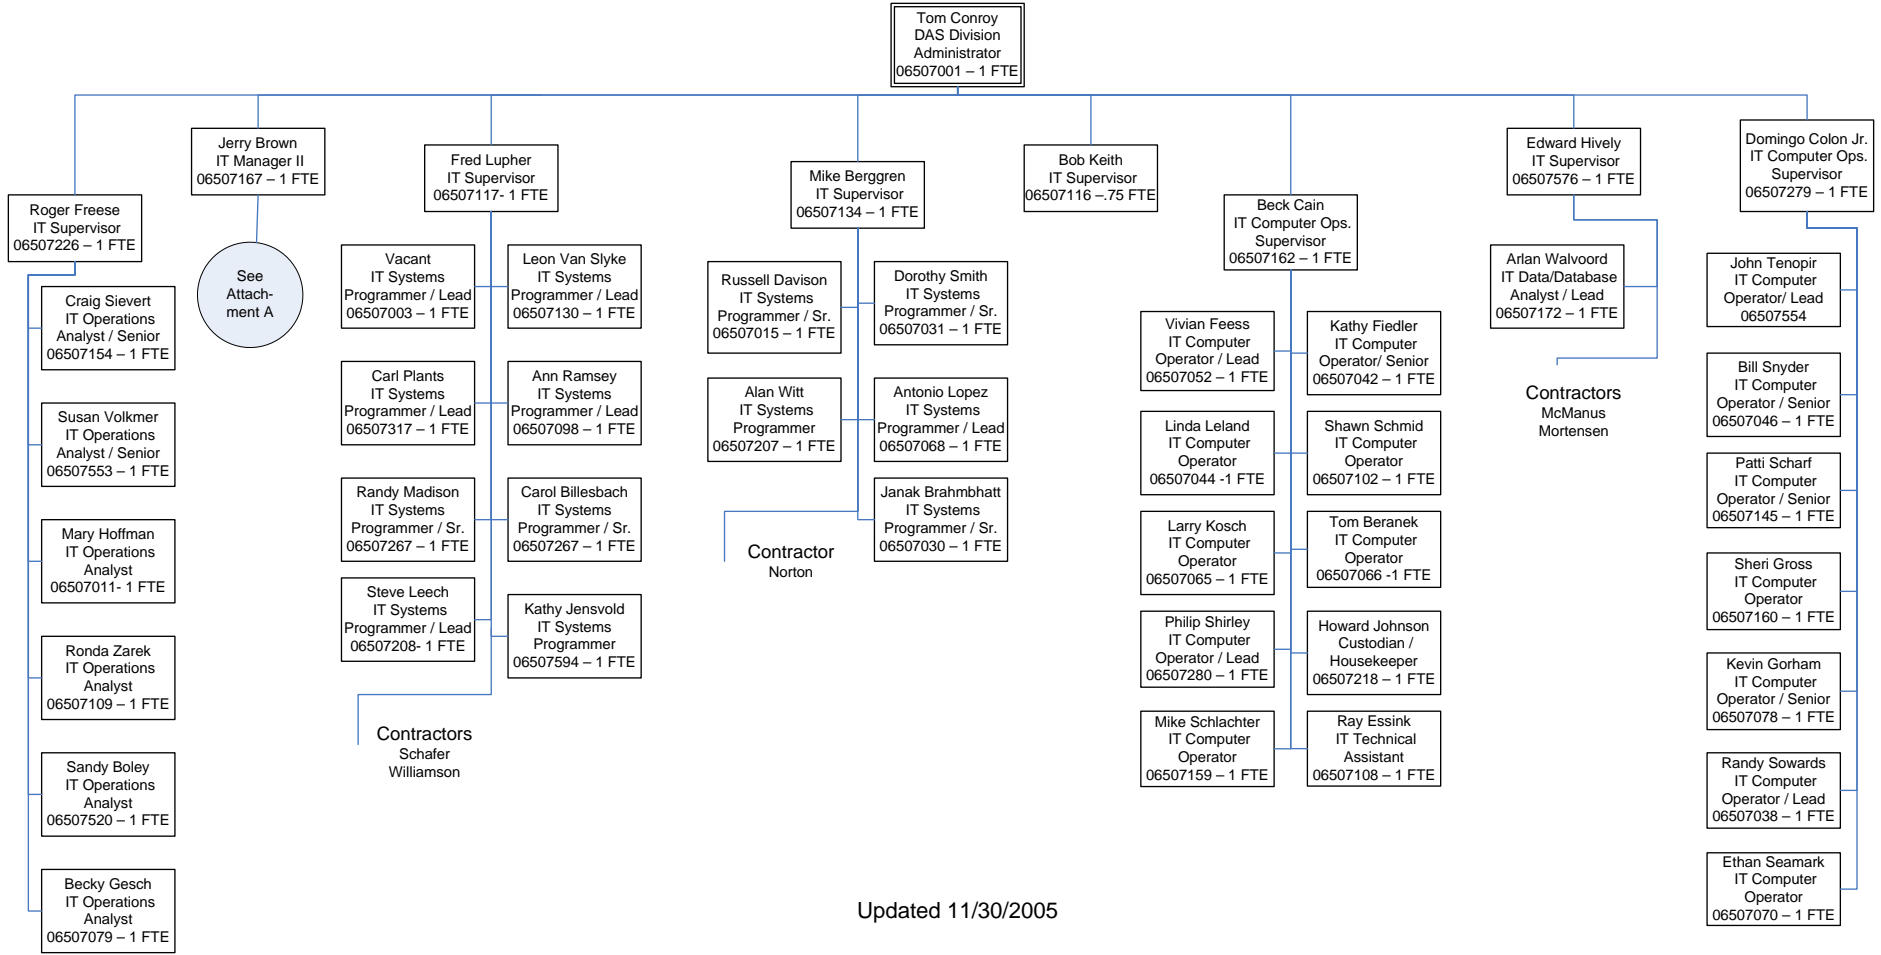 Tom Conroy
DAS Division
Administrator
06507001 – 1 FTE
Roger Freese
IT Supervisor
06507226 – 1 FTE
Craig Sievert
IT Operations
Analyst / Senior
06507154 – 1 FTE
Susan Volkmer
IT Operations
Analyst / Senior
06507553 – 1 FTE
Mary Hoffman
IT Operations
Analyst
06507011- 1 FTE
Ronda Zarek
IT Operations
Analyst
06507109 – 1 FTE
Sandy Boley
IT Operations
Analyst
06507520 – 1 FTE
Becky Gesch
IT Operations
Analyst
06507079 – 1 FTE
Jerry Brown
IT Manager II
06507167 – 1 FTE
See
Attach-
ment A
Fred Lupher
IT Supervisor
06507117- 1 FTE
Vacant
IT Systems
Programmer / Lead
06507003 – 1 FTE
Leon Van Slyke
IT Systems
Programmer / Lead
06507130 – 1 FTE
Carl Plants
IT Systems
Programmer / Lead
06507317 – 1 FTE
Ann Ramsey
IT Systems
Programmer / Lead
06507098 – 1 FTE
Randy Madison
IT Systems
Programmer / Sr.
06507267 – 1 FTE
Carol Billesbach
IT Systems
Programmer / Sr.
06507267 – 1 FTE
Steve Leech
IT Systems
Programmer / Lead
06507208- 1 FTE
Kathy Jensvold
IT Systems
Programmer
06507594 – 1 FTE
Contractors
Schafer
Williamson
Mike Berggren
IT Supervisor
06507134 – 1 FTE
Russell Davison
IT Systems
Programmer / Sr.
06507015 – 1 FTE
Dorothy Smith
IT Systems
Programmer / Sr.
06507031 – 1 FTE
Alan Witt
IT Systems
Programmer
06507207 – 1 FTE
Antonio Lopez
IT Systems
Programmer / Lead
06507068 – 1 FTE
Janak Brahmbhatt
IT Systems
Programmer / Sr.
06507030 – 1 FTE
Contractor
Norton
Bob Keith
IT Supervisor
06507116 –.75 FTE
Beck Cain
IT Computer Ops.
Supervisor
06507162 – 1 FTE
Vivian Feess
IT Computer
Operator / Lead
06507052 – 1 FTE
Kathy Fiedler
IT Computer
Operator/ Senior
06507042 – 1 FTE
Linda Leland
IT Computer
Operator
06507044 -1 FTE
Shawn Schmid
IT Computer
Operator
06507102 – 1 FTE
Larry Kosch
IT Computer
Operator
06507065 – 1 FTE
Tom Beranek
IT Computer
Operator
06507066 -1 FTE
Philip Shirley
IT Computer
Operator / Lead
06507280 – 1 FTE
Howard Johnson
Custodian /
Housekeeper
06507218 – 1 FTE
Mike Schlachter
IT Computer
Operator
06507159 – 1 FTE
Ray Essink
IT Technical
Assistant
06507108 – 1 FTE
Edward Hively
IT Supervisor
06507576 – 1 FTE
Arlan Walvoord
IT Data/Database
Analyst / Lead
06507172 – 1 FTE
Contractors
McManus
Mortensen
Domingo Colon Jr.
IT Computer Ops.
Supervisor
06507279 – 1 FTE
John Tenopir
IT Computer
Operator/ Lead
06507554
Bill Snyder
IT Computer
Operator / Senior
06507046 – 1 FTE
Patti Scharf
IT Computer
Operator / Senior
06507145 – 1 FTE
Sheri Gross
IT Computer
Operator
06507160 – 1 FTE
Kevin Gorham
IT Computer
Operator / Senior
06507078 – 1 FTE
Randy Sowards
IT Computer
Operator / Lead
06507038 – 1 FTE
Ethan Seamark
IT Computer
Operator
06507070 – 1 FTE
Updated 11/30/2005